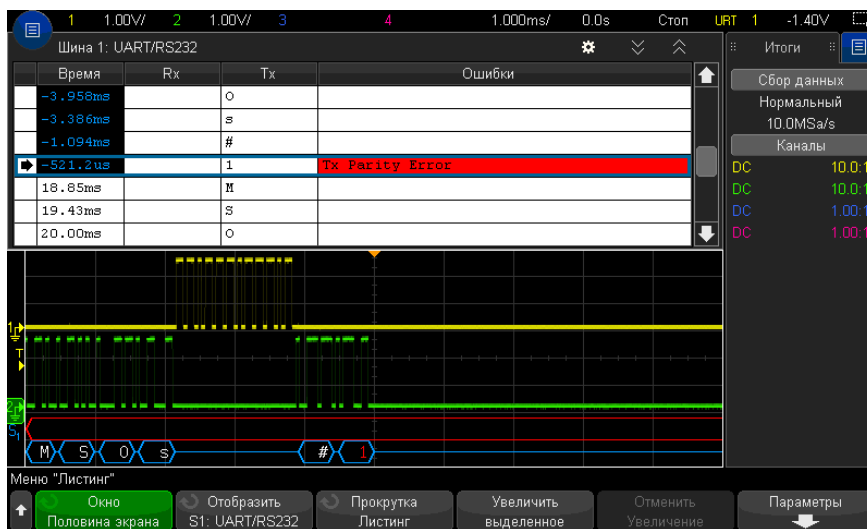 1 1.00V/ 2 1.00V/ 3 4 1.000ms/ 0.0s Стоп URT 1 -1.40V
Шина 1: UART/RS232
Итоги
Время Rx Tx Ошибки
-3.958ms O
-3.386ms s
-1.094ms #
-521.2us 1 Tx Parity Error
18.85ms M
19.43ms S
20.00ms O
Сбор данных
Нормальный
10.0MSa/s
Каналы
DC 10.0:1
DC 10.0:1
DC 1.00:1
DC 1.00:1
1
T
2
S1
M S O s # 1
Меню "Листинг"
Окно
Половина экрана
Отобразить
S1: UART/RS232
Прокрутка
Листинг
Увеличить
выделенное
Отменить
Увеличение
Параметры